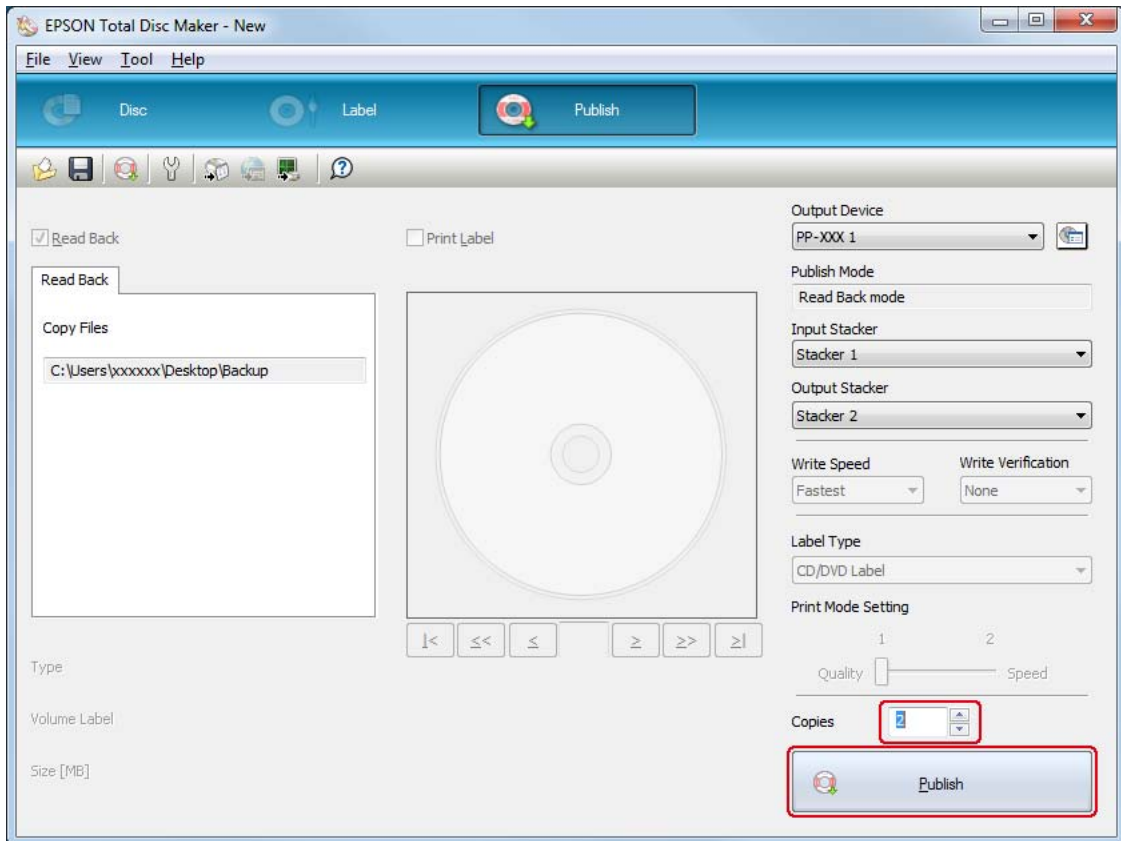 EPSON Total Disc Maker - New
File View Tool Help
Disc Label Publish
Read Back
Print Label
Output Device
PP-XXX 1
Read Back
Publish Mode
Read Back mode
Copy Files
Input Stacker
Stacker 1
C:\Users\xxxxxx\Desktop\Backup
Output Stacker
Stacker 2
Write Speed Write Verification
Fastest None
Label Type
CD/DVD Label
Print Mode Setting
1 2
Quality Speed
|< << < > >> >|
Type
Volume Label
Copies 2
Size [MB]
Publish